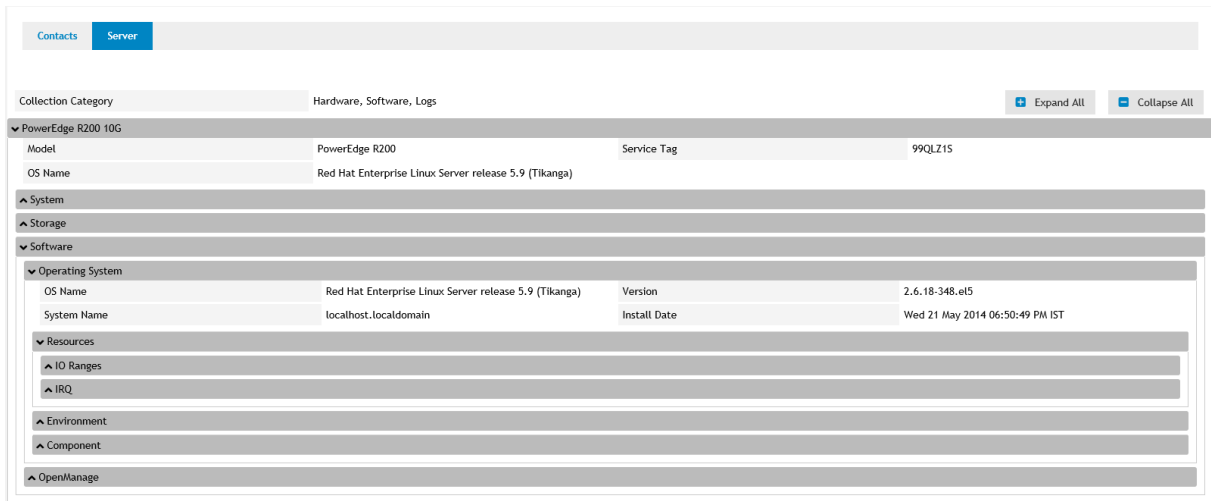 Contacts Server
Collection Category Hardware, Software, Logs Expand All Collapse All
PowerEdge R200 10G
Model PowerEdge R200 Service Tag 99QLZ1S
OS Name Red Hat Enterprise Linux Server release 5.9 (Tikanga)
System
Storage
Software
Operating System
OS Name Red Hat Enterprise Linux Server release 5.9 (Tikanga) Version 2.6.18-348.el5
System Name localhost.localdomain Install Date Wed 21 May 2014 06:50:49 PM IST
Resources
IO Ranges
IRQ
Environment
Component
OpenManage